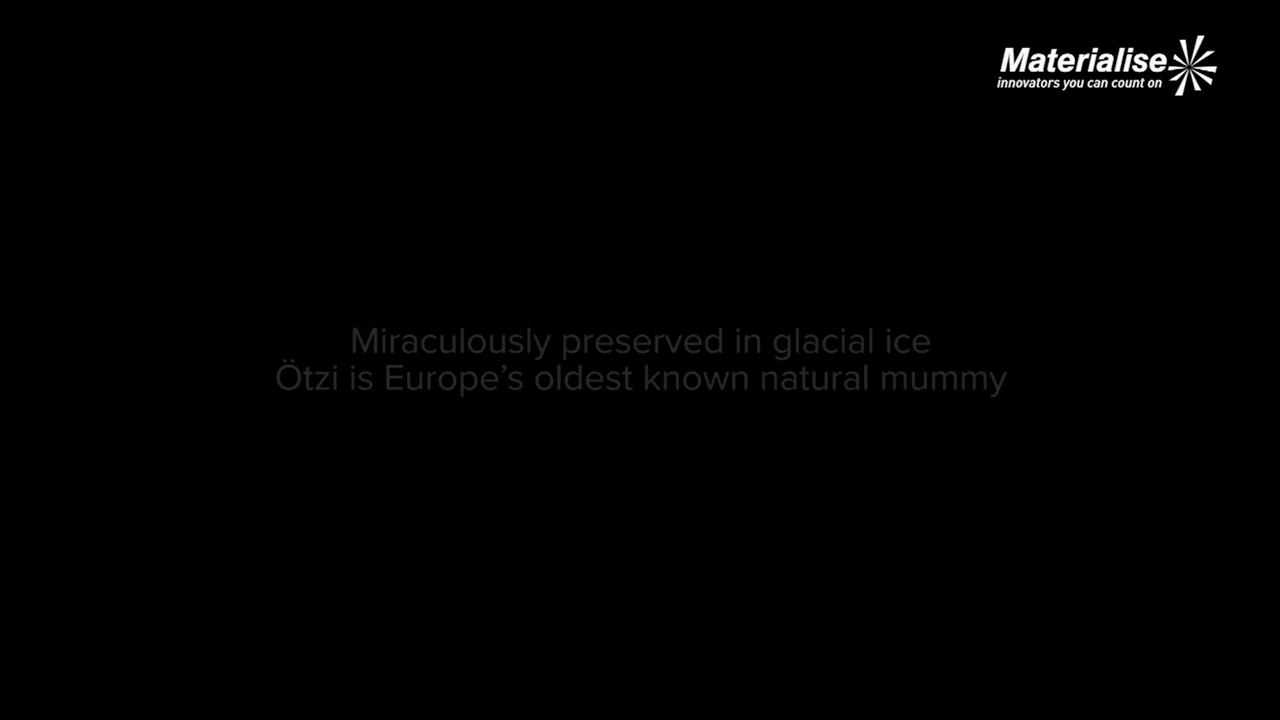 Materialise
innovators you can count on
Miraculously preserved in glacial ice
Ötzi is Europe’s oldest known natural mummy